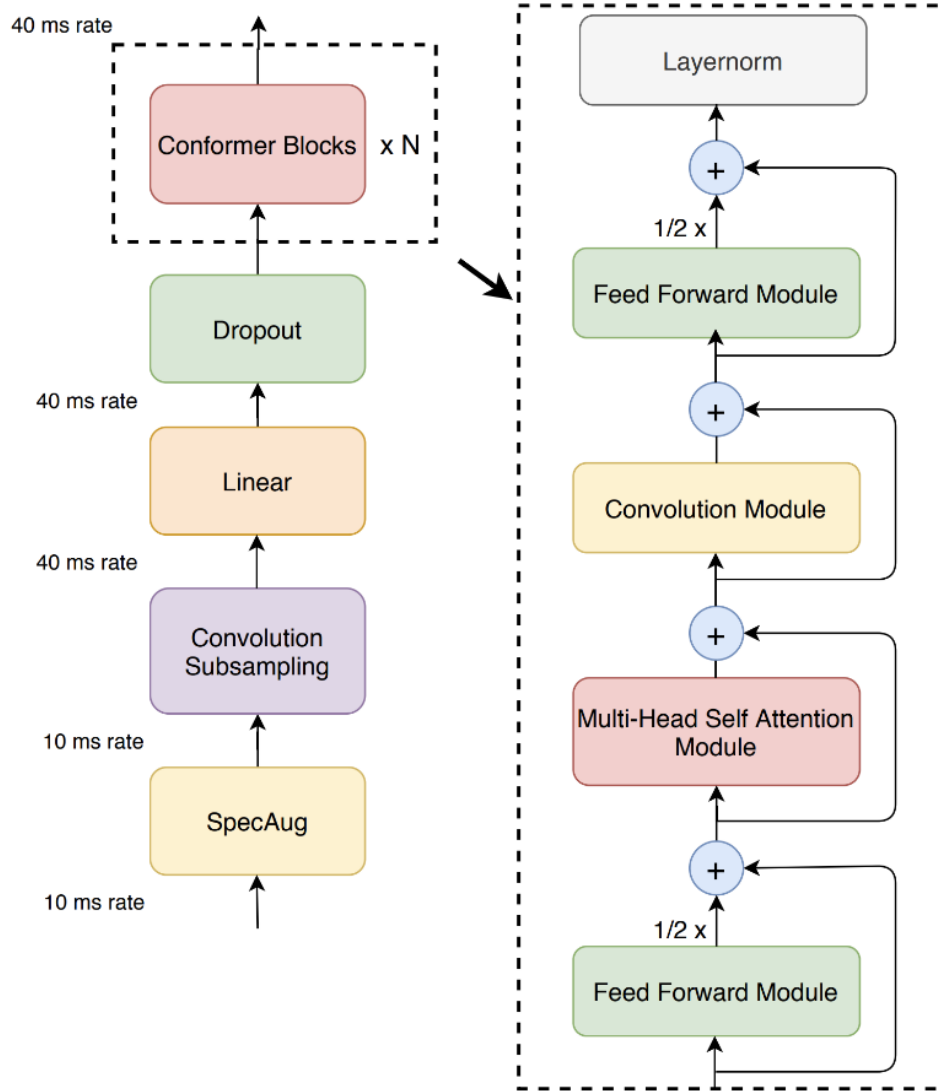 40 ms rate
Conformer Blocks
x N
Dropout
40 ms rate
Linear
40 ms rate
Convolution
Subsampling
10 ms rate
SpecAug
10 ms rate
Layernorm
+
1/2 x
Feed Forward Module
+
Convolution Module
+
Multi-Head Self Attention
Module
+
1/2 x
Feed Forward Module